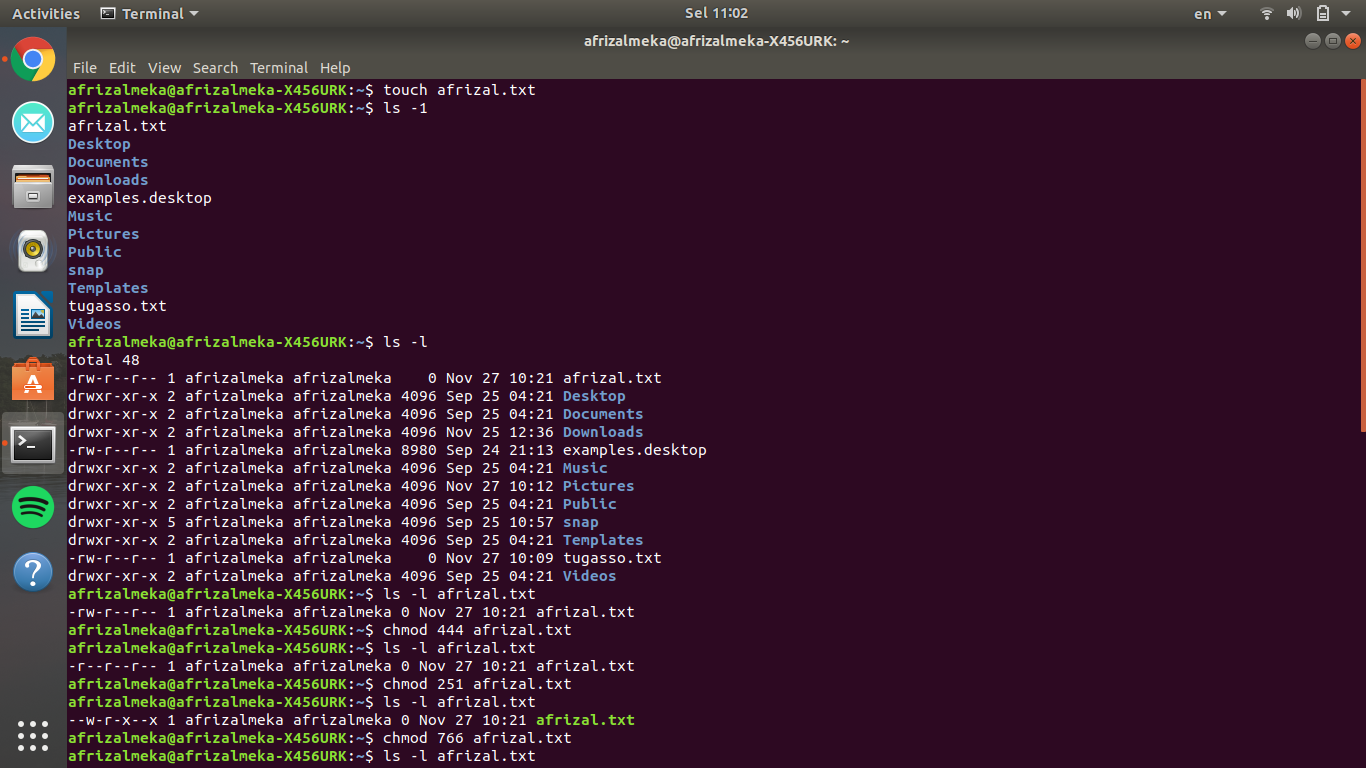 Activities Terminal Sel 11:02 en
afrizalmeka@afrizalmeka-X456URK: ~
File Edit View Search Terminal Help
afrizalmeka@afrizalmeka-X456URK:~$ touch afrizal.txt
afrizalmeka@afrizalmeka-X456URK:~$ ls -1
afrizal.txt
Desktop
Documents
Downloads
examples.desktop
Music
Pictures
Public
snap
Templates
tugasso.txt
Videos
afrizalmeka@afrizalmeka-X456URK:~$ ls -l
total 48
-rw-r--r-- 1 afrizalmeka afrizalmeka    0 Nov 27 10:21 afrizal.txt
drwxr-xr-x 2 afrizalmeka afrizalmeka 4096 Sep 25 04:21 Desktop
drwxr-xr-x 2 afrizalmeka afrizalmeka 4096 Sep 25 04:21 Documents
drwxr-xr-x 2 afrizalmeka afrizalmeka 4096 Nov 25 12:36 Downloads
-rw-r--r-- 1 afrizalmeka afrizalmeka 8980 Sep 24 21:13 examples.desktop
drwxr-xr-x 2 afrizalmeka afrizalmeka 4096 Sep 25 04:21 Music
drwxr-xr-x 2 afrizalmeka afrizalmeka 4096 Nov 27 10:12 Pictures
drwxr-xr-x 2 afrizalmeka afrizalmeka 4096 Sep 25 04:21 Public
drwxr-xr-x 5 afrizalmeka afrizalmeka 4096 Sep 25 10:57 snap
drwxr-xr-x 2 afrizalmeka afrizalmeka 4096 Sep 25 04:21 Templates
-rw-r--r-- 1 afrizalmeka afrizalmeka    0 Nov 27 10:09 tugasso.txt
drwxr-xr-x 2 afrizalmeka afrizalmeka 4096 Sep 25 04:21 Videos
afrizalmeka@afrizalmeka-X456URK:~$ ls -l afrizal.txt
-rw-r--r-- 1 afrizalmeka afrizalmeka 0 Nov 27 10:21 afrizal.txt
afrizalmeka@afrizalmeka-X456URK:~$ chmod 444 afrizal.txt
afrizalmeka@afrizalmeka-X456URK:~$ ls -l afrizal.txt
-r--r--r-- 1 afrizalmeka afrizalmeka 0 Nov 27 10:21 afrizal.txt
afrizalmeka@afrizalmeka-X456URK:~$ chmod 251 afrizal.txt
afrizalmeka@afrizalmeka-X456URK:~$ ls -l afrizal.txt
--w-r-x--x 1 afrizalmeka afrizalmeka 0 Nov 27 10:21 afrizal.txt
afrizalmeka@afrizalmeka-X456URK:~$ chmod 766 afrizal.txt
afrizalmeka@afrizalmeka-X456URK:~$ ls -l afrizal.txt